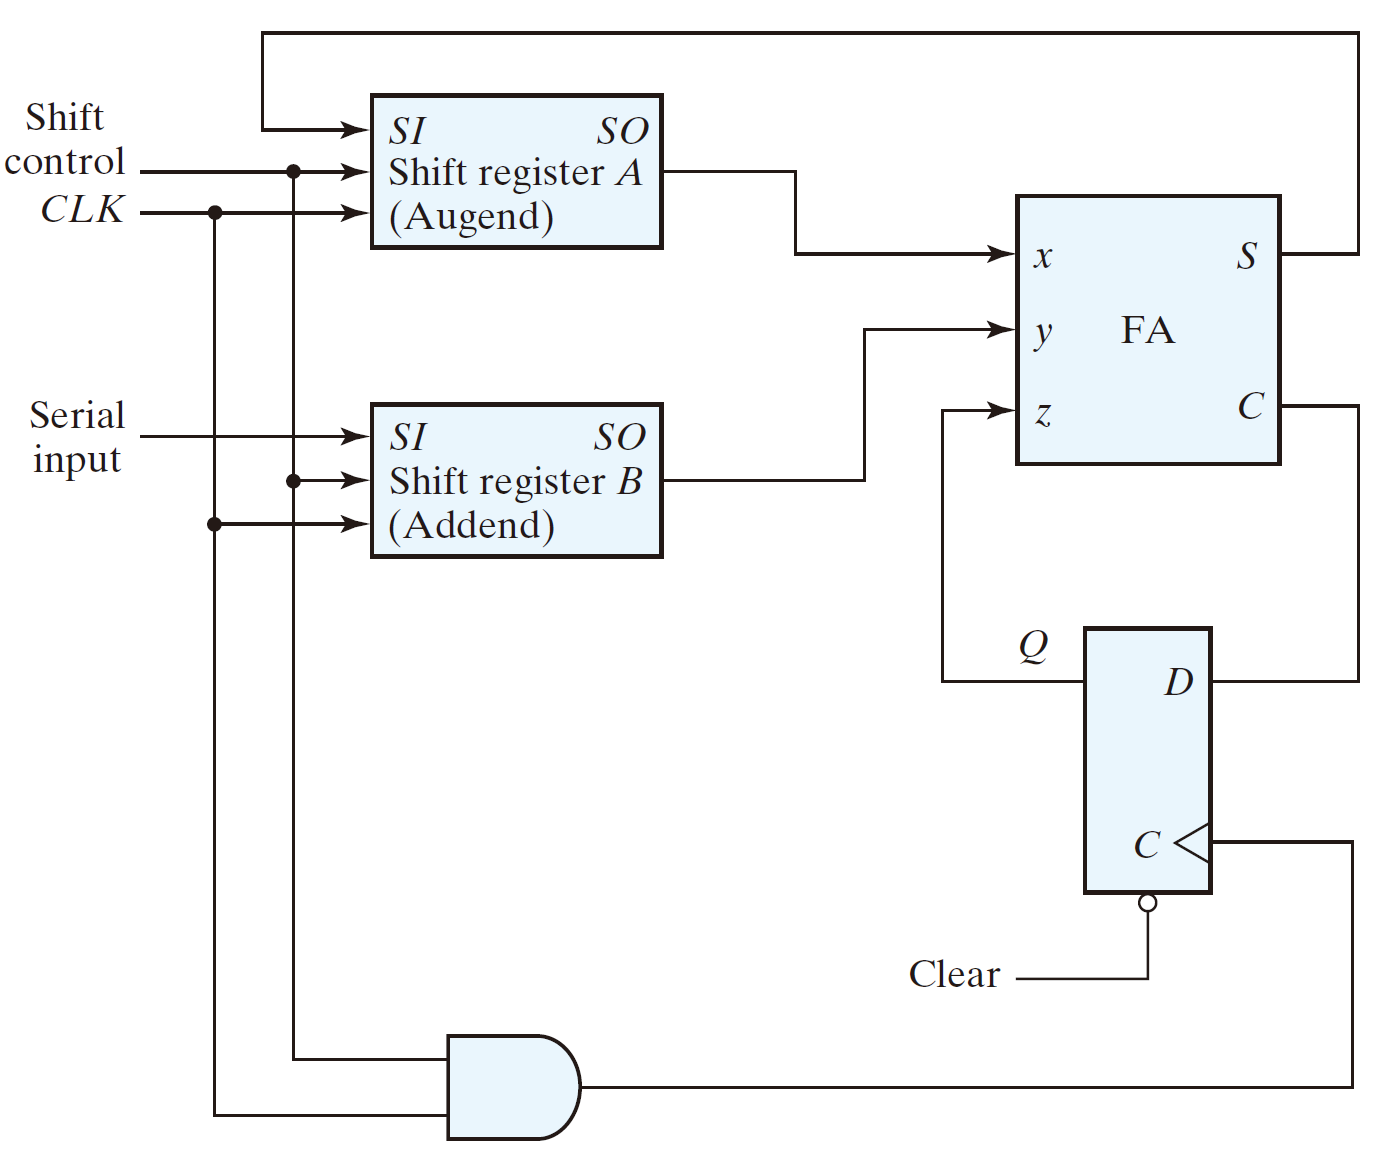 Shift
control
CLK
SI SO
Shift register A
(Augend)
x S
y FA
z C
Serial
input
SI SO
Shift register B
(Addend)
Q
D
C
Clear